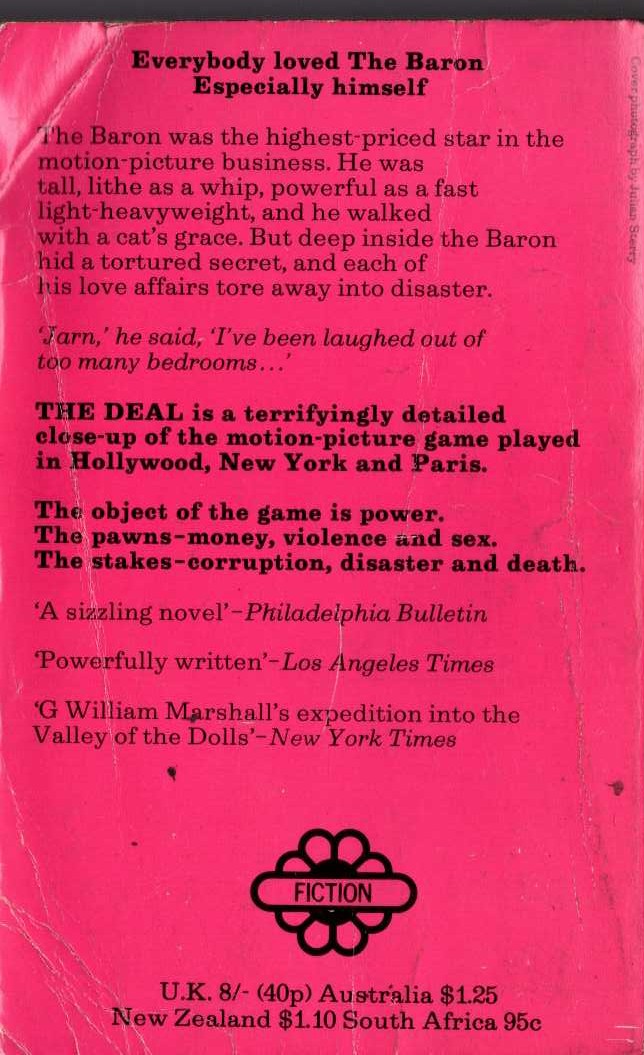 Everybody loved The Baron
Especially himself
The Baron was the highest-priced star in the
motion-picture business. He was
tall, lithe as a whip, powerful as a fast
light-heavyweight, and he walked
with a cat's grace. But deep inside the Baron
hid a tortured secret, and each of
his love affairs tore away into disaster.
'Jarn,' he said, 'I've been laughed out of
too many bedrooms...'
THE DEAL is a terrifyingly detailed
close-up of the motion-picture game played
in Hollywood, New York and Paris.
The object of the game is power.
The pawns–money, violence and sex.
The stakes–corruption, disaster and death.
'A sizzling novel'–Philadelphia Bulletin
'Powerfully written'–Los Angeles Times
'G William Marshall's expedition into the
Valley of the Dolls'–New York Times
FICTION
U.K. 8/- (40p) Australia $1.25
New Zealand $1.10 South Africa 95c
Cover photograph by Julian Sterry